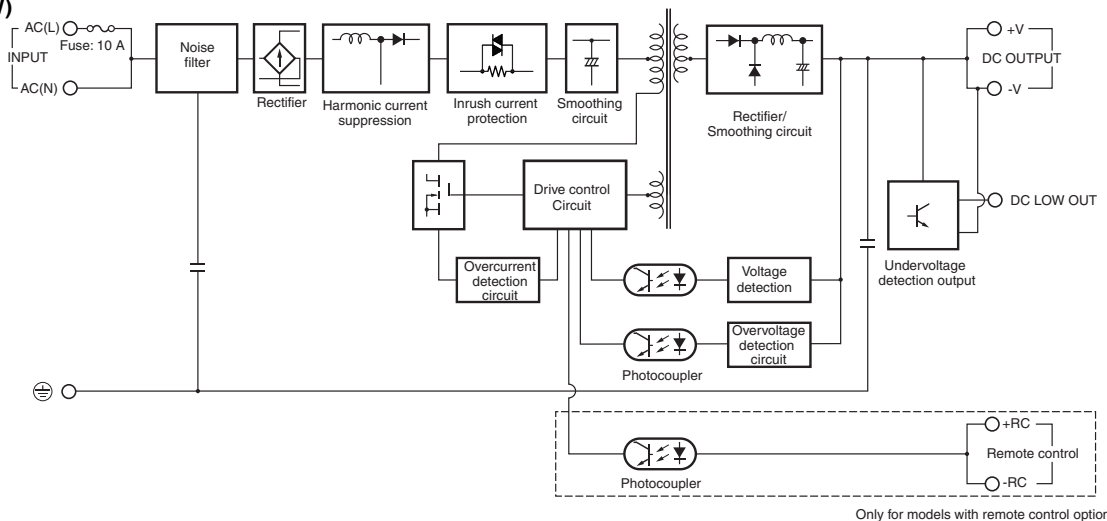 )
AC(L)
Fuse: 10 A
INPUT
AC(N)
Noise
filter
Rectifier
Harmonic current
suppression
Inrush current
protection
Smoothing
circuit
Rectifier/
Smoothing circuit
+V
DC OUTPUT
-V
Drive control
Circuit
DC LOW OUT
Undervoltage
detection output
Overcurrent
detection
circuit
Voltage
detection
Overvoltage
detection
circuit
Photocoupler
+RC
Remote control
-RC
Photocoupler
Only for models with remote control option